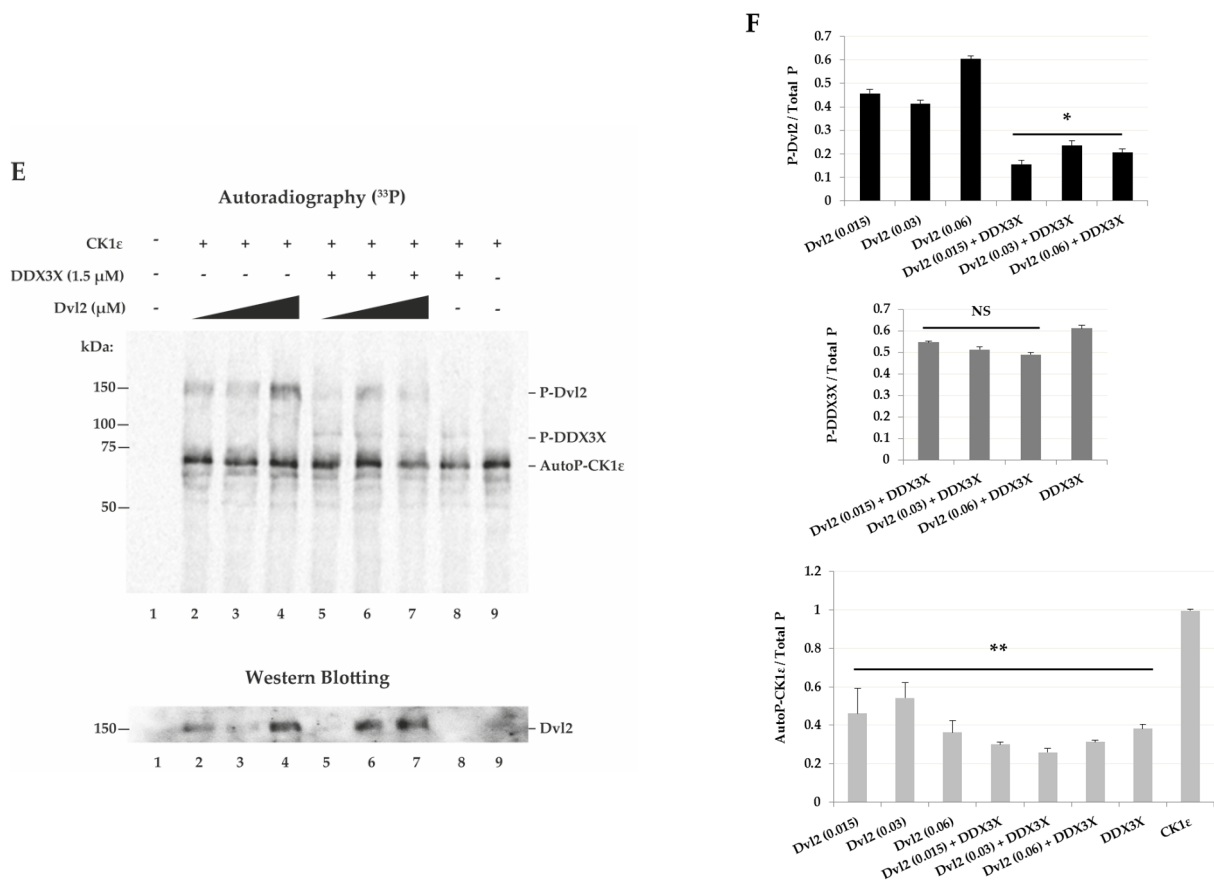 E
Autoradiography (³³P)
CK1ε - + + + + + + + +
DDX3X (1.5 μM) - - - - + + + + -
Dvl2 (μM) - - -
kDa:
150
100
75
50
P-Dvl2
P-DDX3X
AutoP-CK1ε
1 2 3 4 5 6 7 8 9
Western Blotting
150
Dvl2
1 2 3 4 5 6 7 8 9
F
P-Dvl2 / Total P
0.7
0.6
0.5
0.4
0.3
0.2
0.1
0
*
Dvl2 (0.015)
Dvl2 (0.03)
Dvl2 (0.06)
Dvl2 (0.015) + DDX3X
Dvl2 (0.03) + DDX3X
Dvl2 (0.06) + DDX3X
P-DDX3X / Total P
0.7
0.6
0.5
0.4
0.3
0.2
0.1
0
NS
Dvl2 (0.015) + DDX3X
Dvl2 (0.03) + DDX3X
Dvl2 (0.06) + DDX3X
DDX3X
AutoP-CK1ε / Total P
1.2
1
0.8
0.6
0.4
0.2
0
**
Dvl2 (0.015)
Dvl2 (0.03)
Dvl2 (0.06)
Dvl2 (0.015) + DDX3X
Dvl2 (0.03) + DDX3X
Dvl2 (0.06) + DDX3X
DDX3X
CK1ε